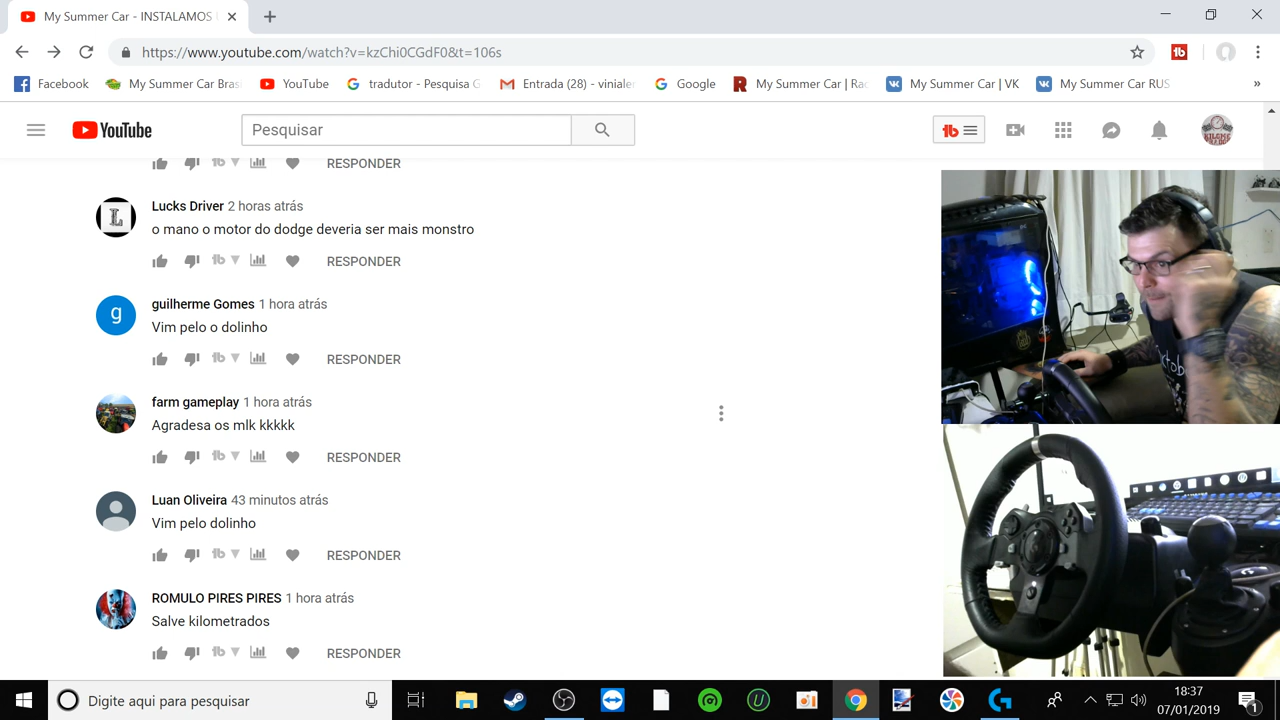 My Summer Car - INSTALAMOS
https://www.youtube.com/watch?v=kzChi0CGdF0&t=106s
Facebook
My Summer Car Bras
YouTube
tradutor - Pesquisa G
Entrada (28) - vinialen
Google
My Summer Car | Rac
My Summer Car | VK
My Summer Car RUS
»
YouTube
Pesquisar
RESPONDER
Lucks Driver 2 horas atrás
o mano o motor do dodge deveria ser mais monstro
RESPONDER
guilherme Gomes 1 hora atrás
g
Vim pelo o dolinho
RESPONDER
farm gameplay 1 hora atrás
Agradesa os mlk kkkkk
RESPONDER
Luan Oliveira 43 minutos atrás
Vim pelo dolinho
RESPONDER
ROMULO PIRES PIRES 1 hora atrás
Salve kilometrados
RESPONDER
Digite aqui para pesquisar
18:37
07/01/2019
1